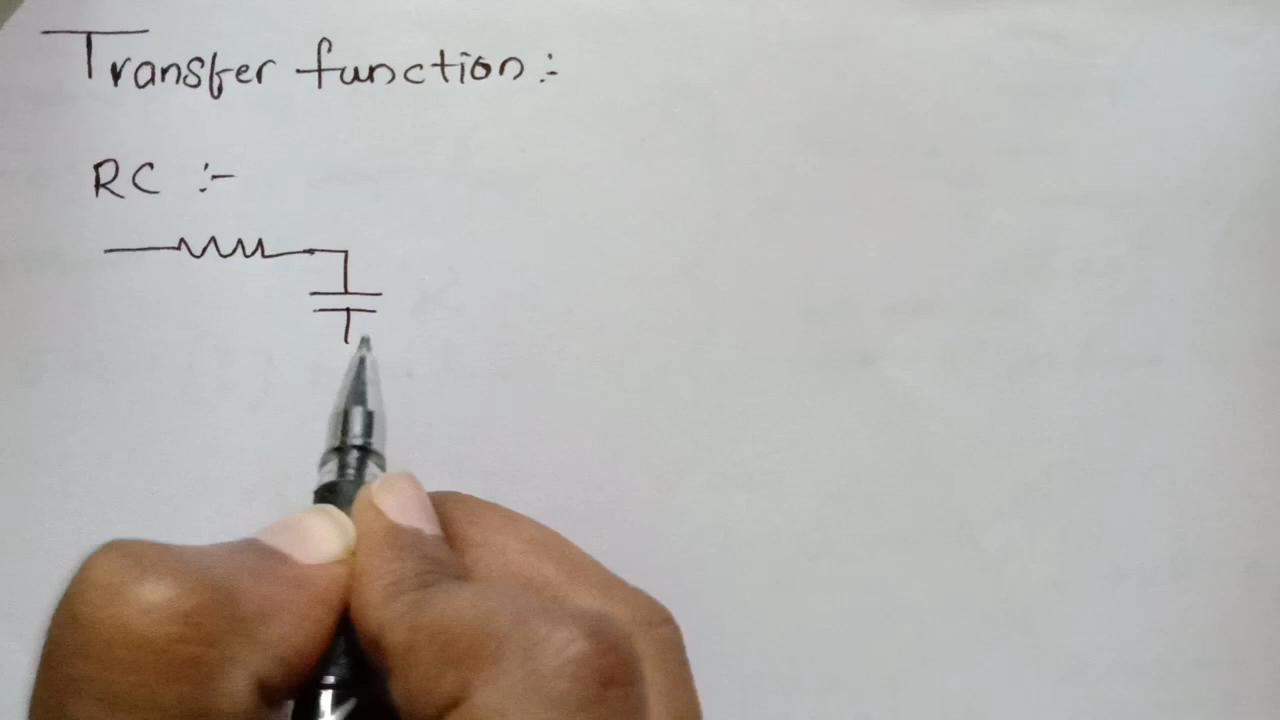 Transfer function :-
RC :-